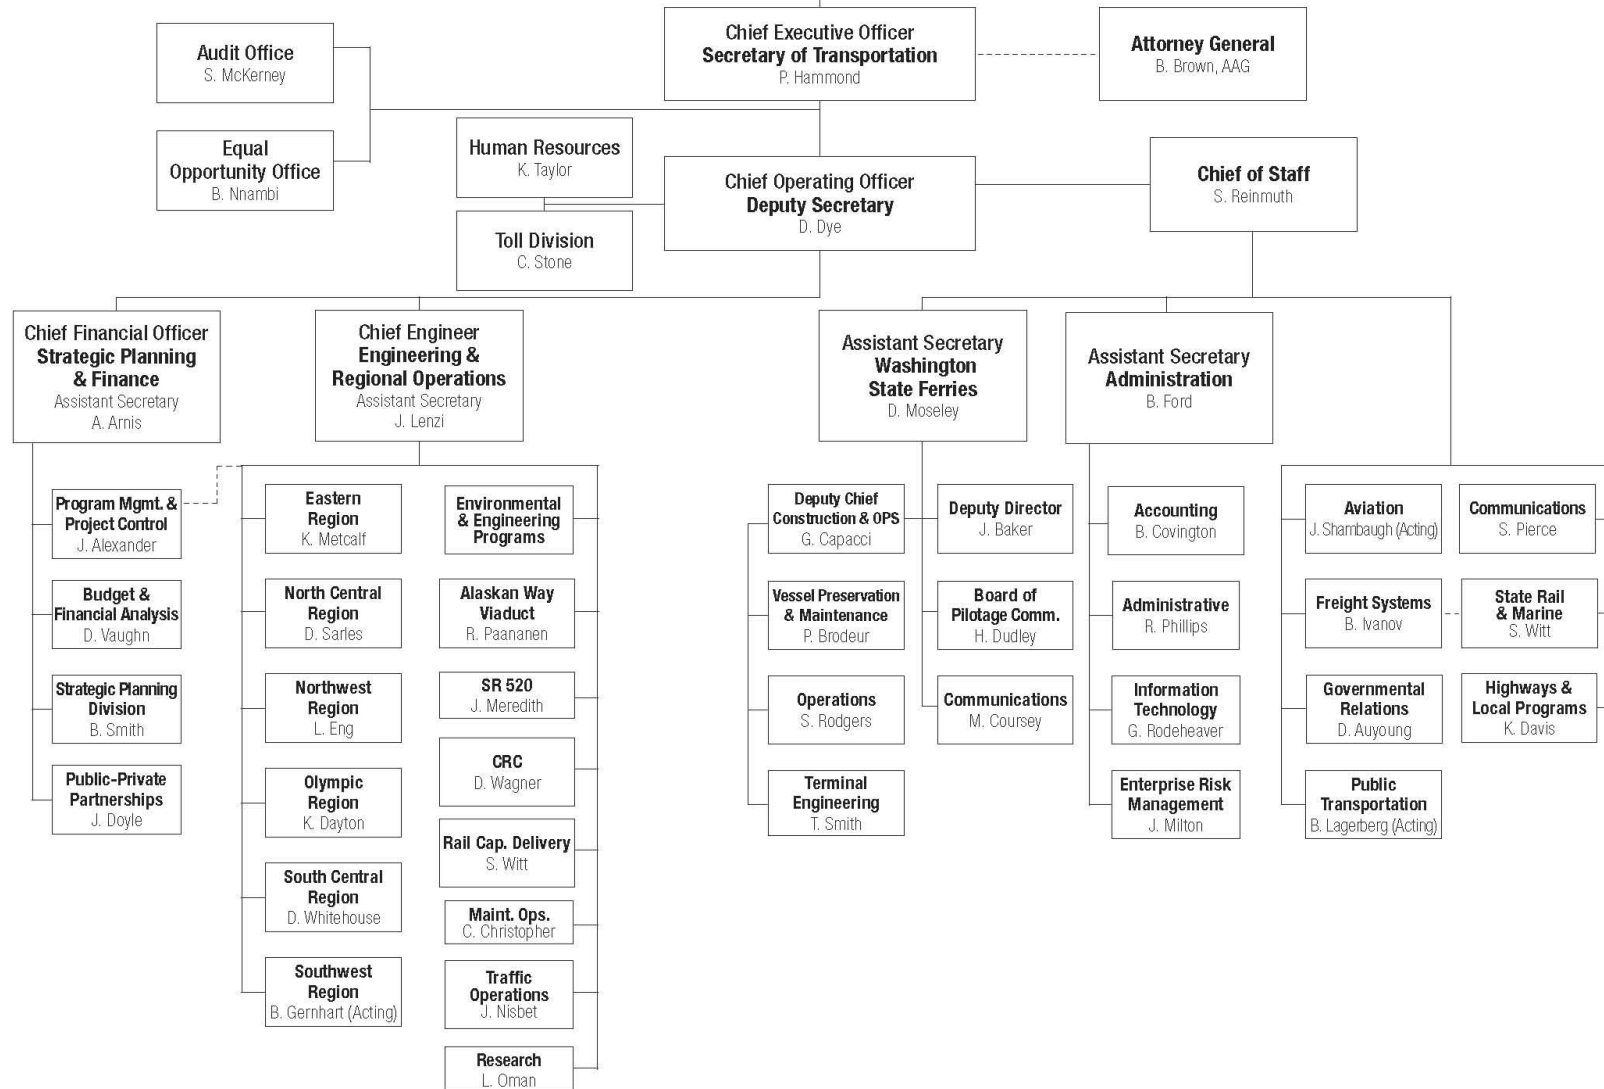 Chief Executive Officer
Secretary of Transportation
P. Hammond
Attorney General
B. Brown, AAG
Audit Office
S. McKerney
Equal
Opportunity Office
B. Nnambi
Human Resources
K. Taylor
Toll Division
C. Stone
Chief Operating Officer
Deputy Secretary
D. Dye
Chief of Staff
S. Reinmuth
Chief Financial Officer
Strategic Planning
& Finance
Assistant Secretary
A. Arnis
Chief Engineer
Engineering &
Regional Operations
Assistant Secretary
J. Lenzi
Assistant Secretary
Washington
State Ferries
D. Moseley
Assistant Secretary
Administration
B. Ford
Program Mgmt. &
Project Control
J. Alexander
Budget &
Financial Analysis
D. Vaughn
Strategic Planning
Division
B. Smith
Public-Private
Partnerships
J. Doyle
Eastern
Region
K. Metcalf
North Central
Region
D. Sarles
Northwest
Region
L. Eng
Olympic
Region
K. Dayton
South Central
Region
D. Whitehouse
Southwest
Region
B. Gernhart (Acting)
Environmental
& Engineering
Programs
Alaskan Way
Viaduct
R. Paananen
SR 520
J. Meredith
CRC
D. Wagner
Rail Cap. Delivery
S. Witt
Maint. Ops.
C. Christopher
Traffic
Operations
J. Nisbet
Research
L. Oman
Deputy Chief
Construction & OPS
G. Capacci
Vessel Preservation
& Maintenance
P. Brodeur
Operations
S. Rodgers
Terminal
Engineering
T. Smith
Deputy Director
J. Baker
Board of
Pilotage Comm.
H. Dudley
Communications
M. Coursey
Accounting
B. Covington
Administrative
R. Phillips
Information
Technology
G. Rodeheaver
Enterprise Risk
Management
J. Milton
Aviation
J. Shambaugh (Acting)
Freight Systems
B. Ivanov
Governmental
Relations
D. Auyoung
Public
Transportation
B. Lagerberg (Acting)
Communications
S. Pierce
State Rail
& Marine
S. Witt
Highways &
Local Programs
K. Davis